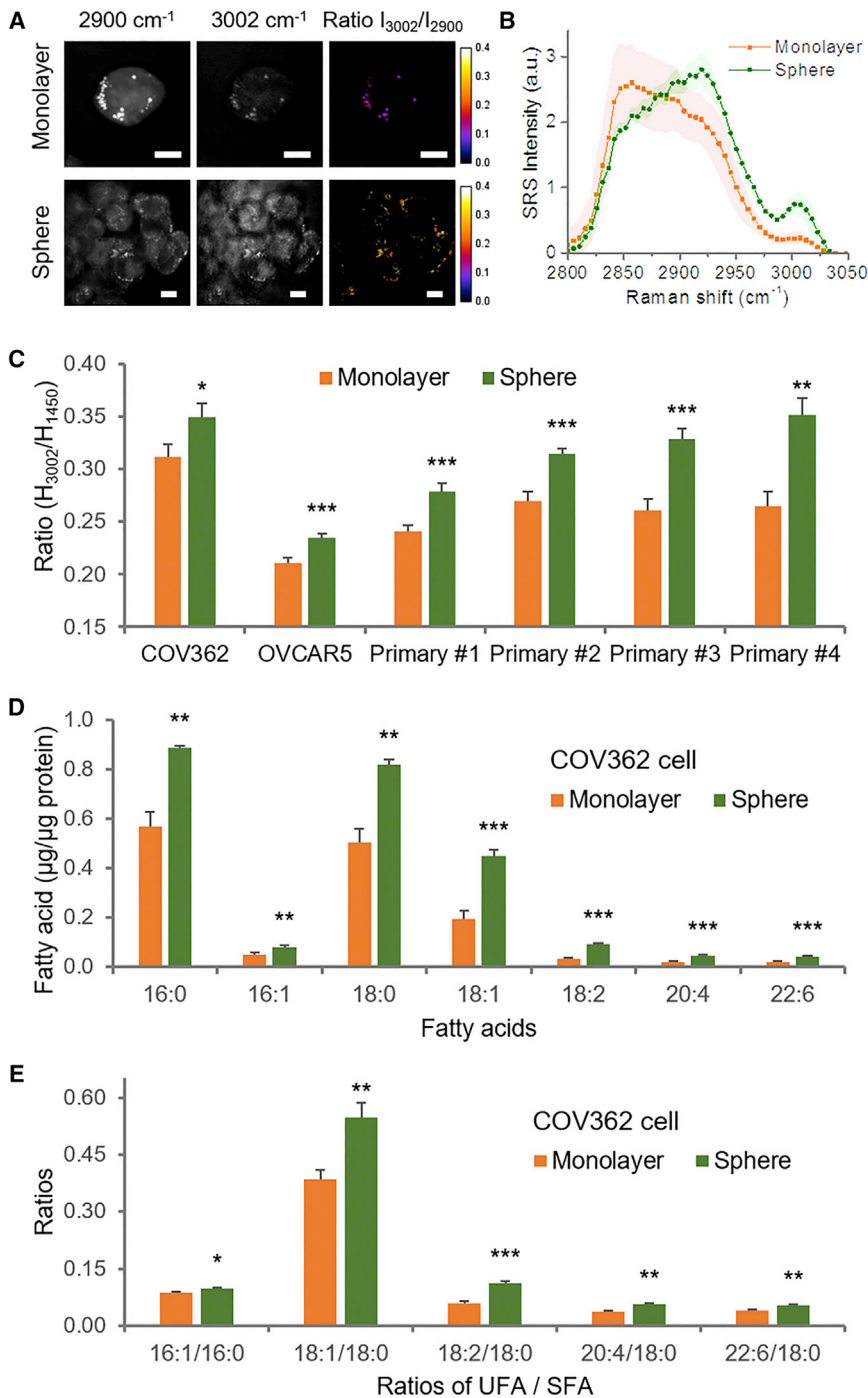 A
2900 cm⁻¹ 3002 cm⁻¹ Ratio I₃₀₀₂/I₂₉₀₀
Monolayer
0.4
0.3
0.2
0.1
0.0
Sphere
0.4
0.3
0.2
0.1
0.0
B
SRS Intensity (a.u.)
3
2
1
0
Monolayer
Sphere
2800 2850 2900 2950 3000 3050
Raman shift (cm⁻¹)
C
Ratio (H₃₀₀₂/H₁₄₅₀)
0.40
0.35
0.30
0.25
0.20
0.15
Monolayer Sphere
* *** *** *** *** **
COV362 OVCAR5 Primary #1 Primary #2 Primary #3 Primary #4
D
Fatty acid (µg/µg protein)
1.0
0.8
0.6
0.4
0.2
0.0
COV362 cell
Monolayer Sphere
** ** ** *** *** *** ***
16:0 16:1 18:0 18:1 18:2 20:4 22:6
Fatty acids
E
Ratios
0.60
0.45
0.30
0.15
0.00
COV362 cell
Monolayer Sphere
* ** *** ** **
16:1/16:0 18:1/18:0 18:2/18:0 20:4/18:0 22:6/18:0
Ratios of UFA / SFA